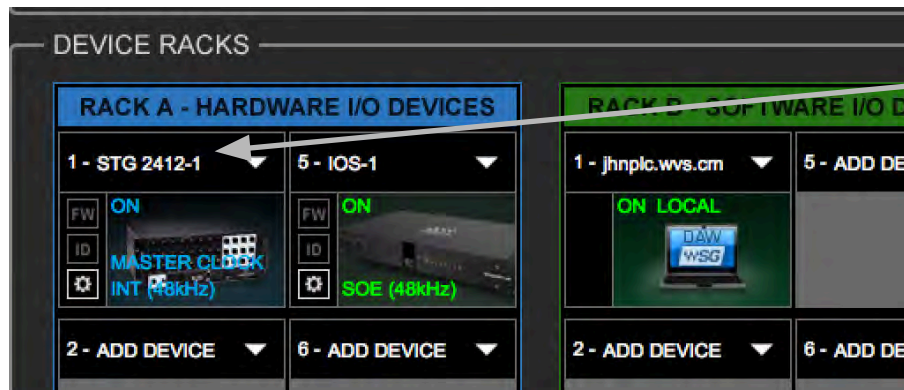 DEVICE RACKS
RACK A - HARDWARE I/O DEVICES
RACK B - SOFTWARE I/O D
1 - STG 2412-1
5 - IOS-1
1 - jhnplc.wvs.cm
5 - ADD DE
FW
ON
ID
MASTER CLOCK
INT (48kHz)
FW
ON
ID
SOE (48kHz)
ON LOCAL
DAW
WSG
2 - ADD DEVICE
6 - ADD DEVICE
2 - ADD DEVICE
6 - ADD DE